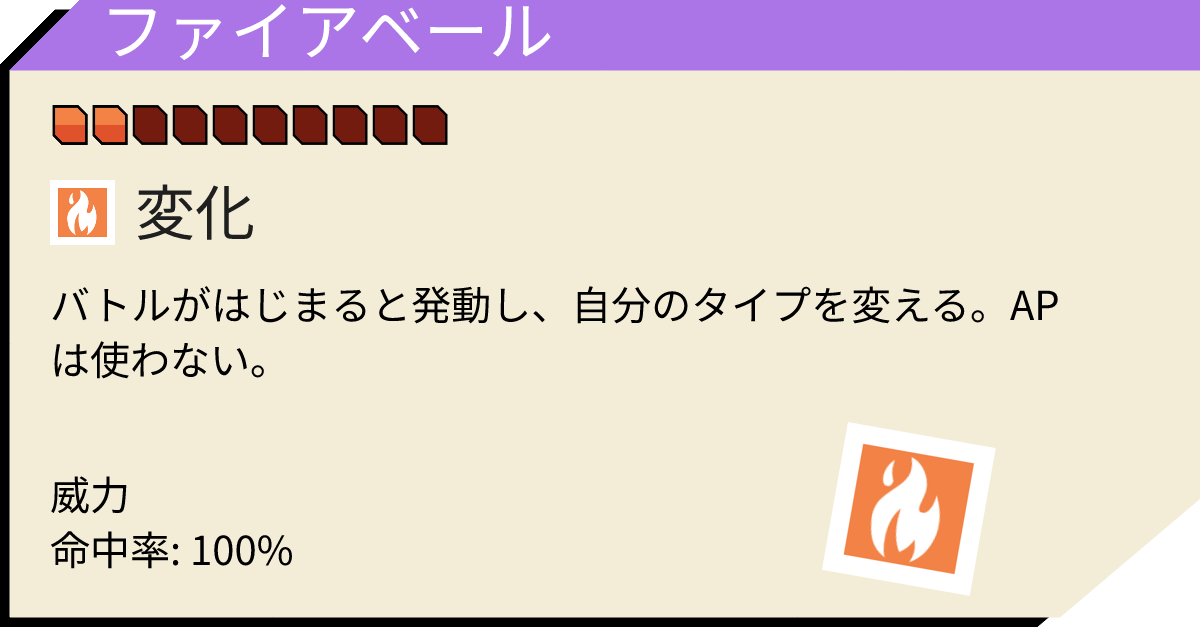 ファイアベール
変化
バトルがはじまると発動し、自分のタイプを変える。AP
は使わない。
威力
命中率: 100%